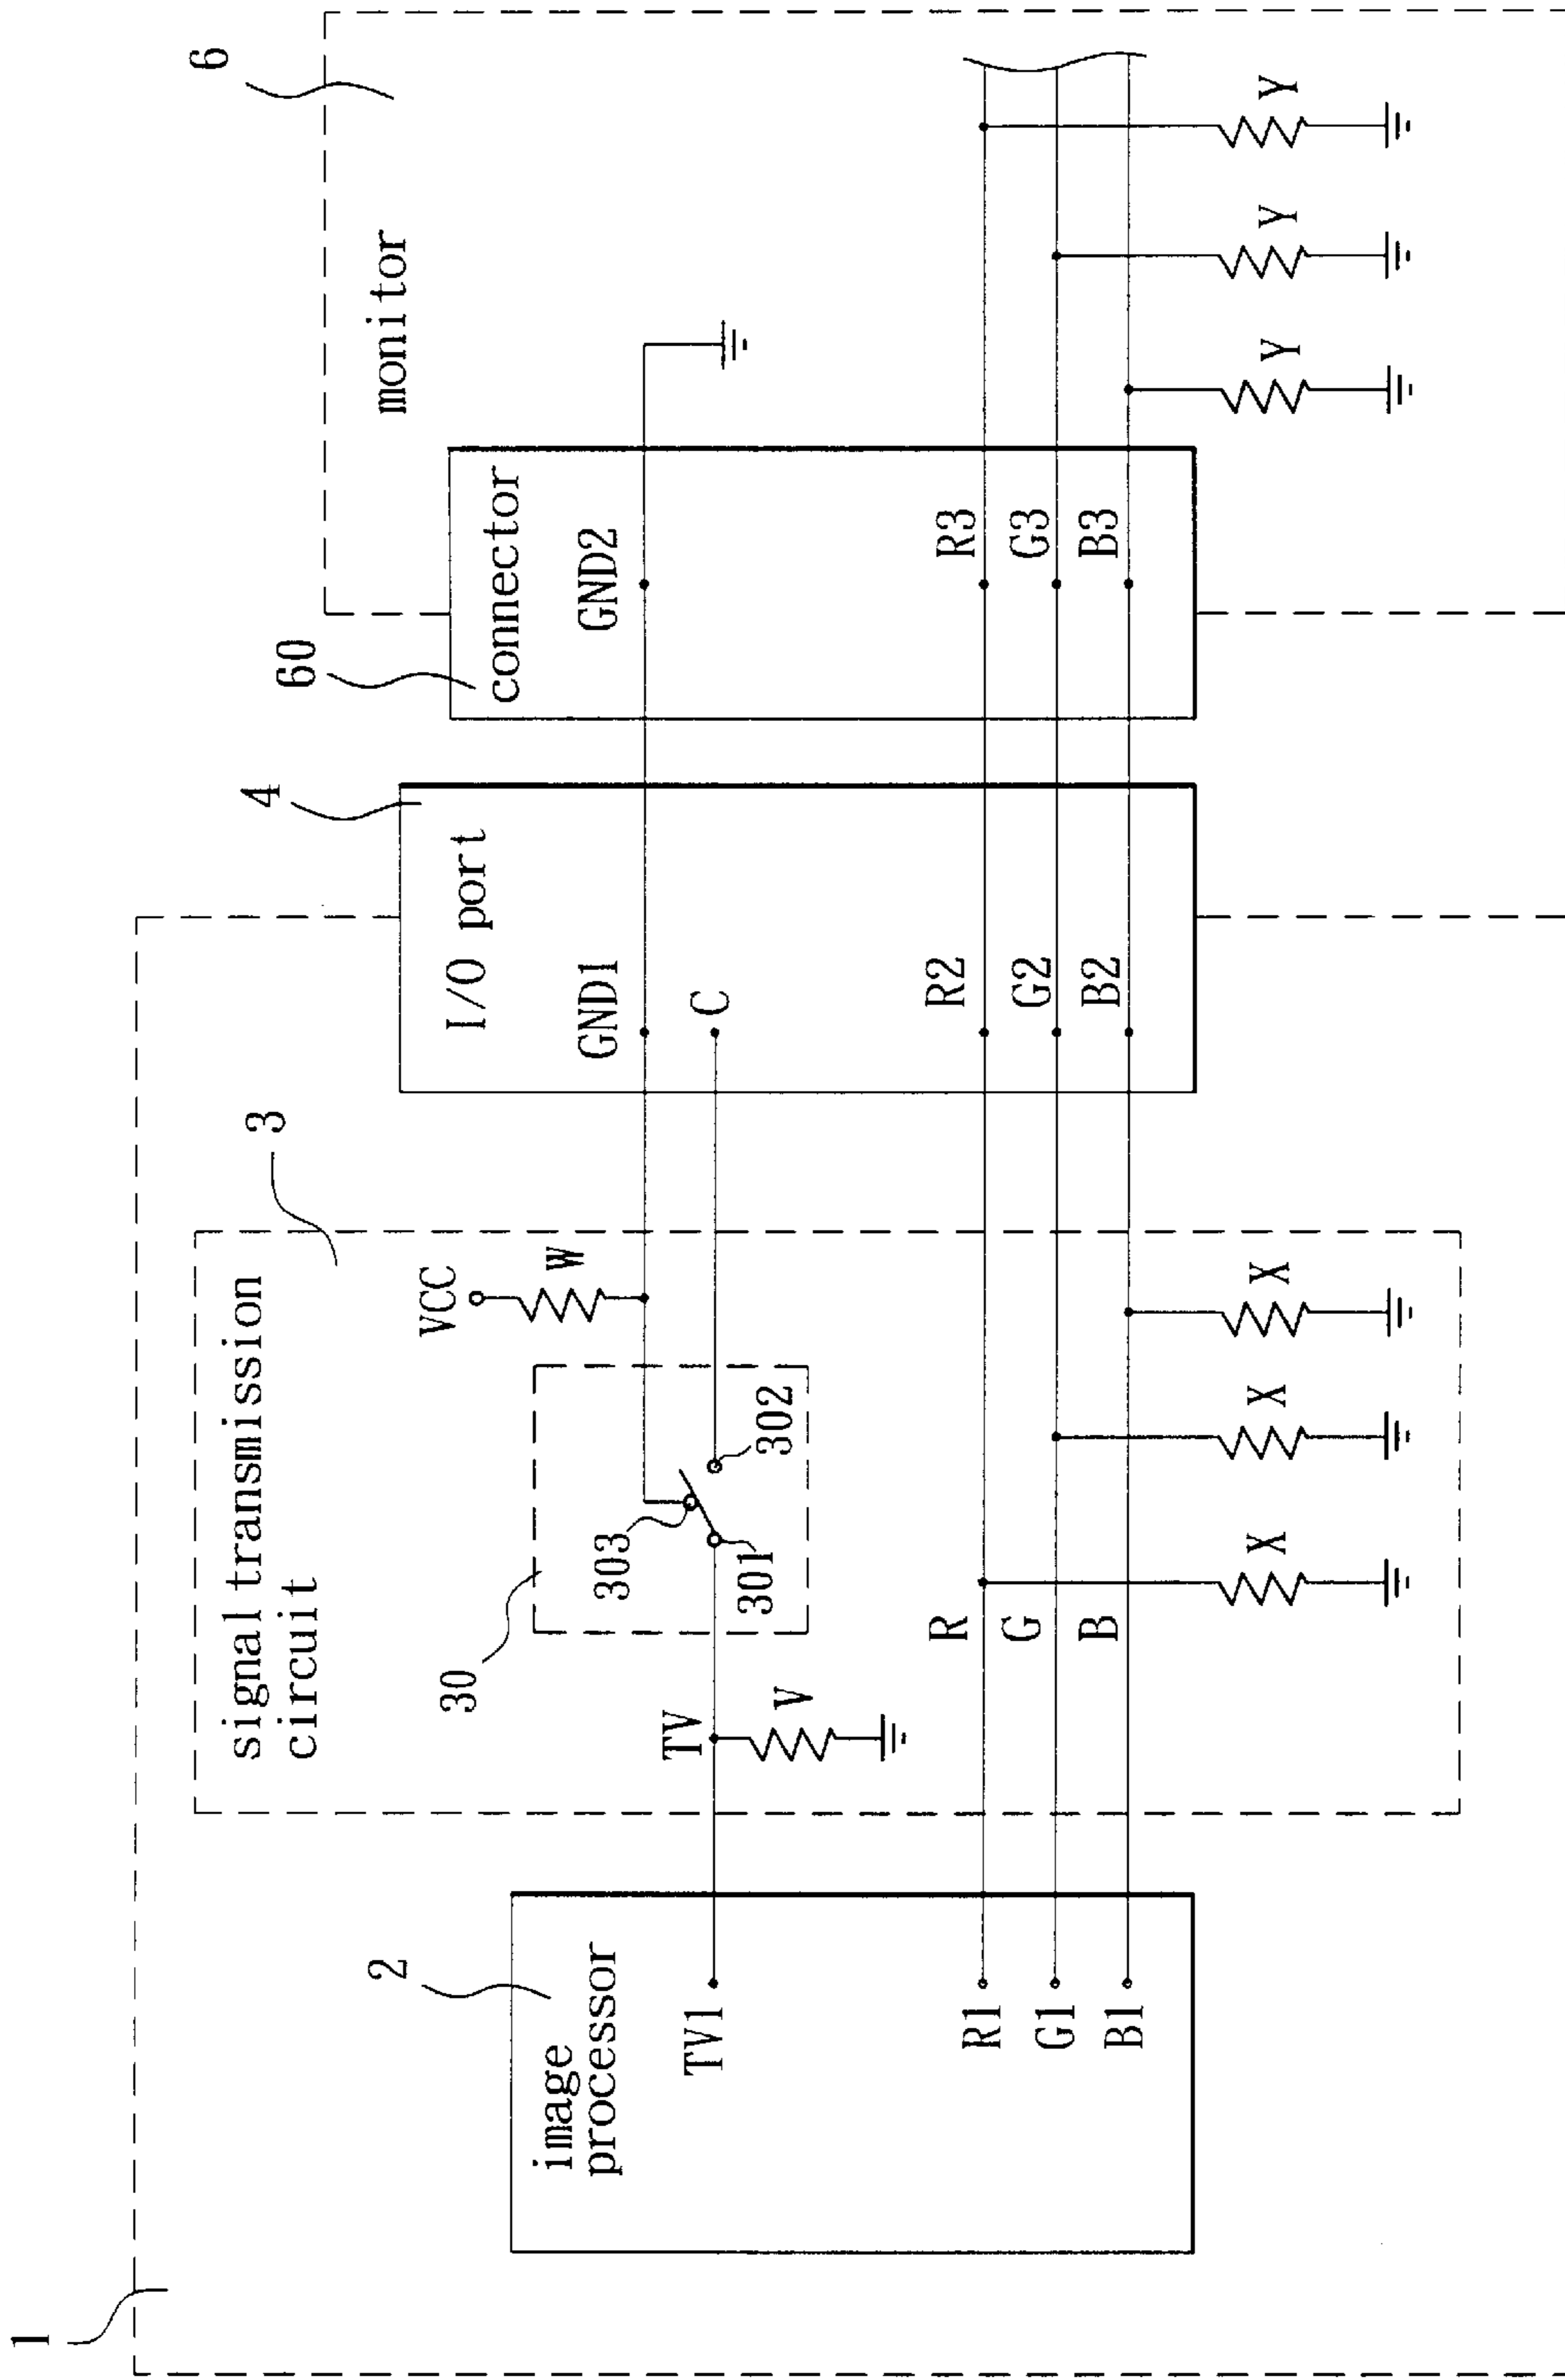 1
6
monitor
3
signal transmission
circuit
4
I/O port
60
connector
2
image
processor
30
VCC
W
GND1
GND2
303
TV1
TV
301
302
C
V
R1
R
R2
R3
G1
G
G2
G3
B1
B
B2
B3
X
X
X
Y
Y
Y